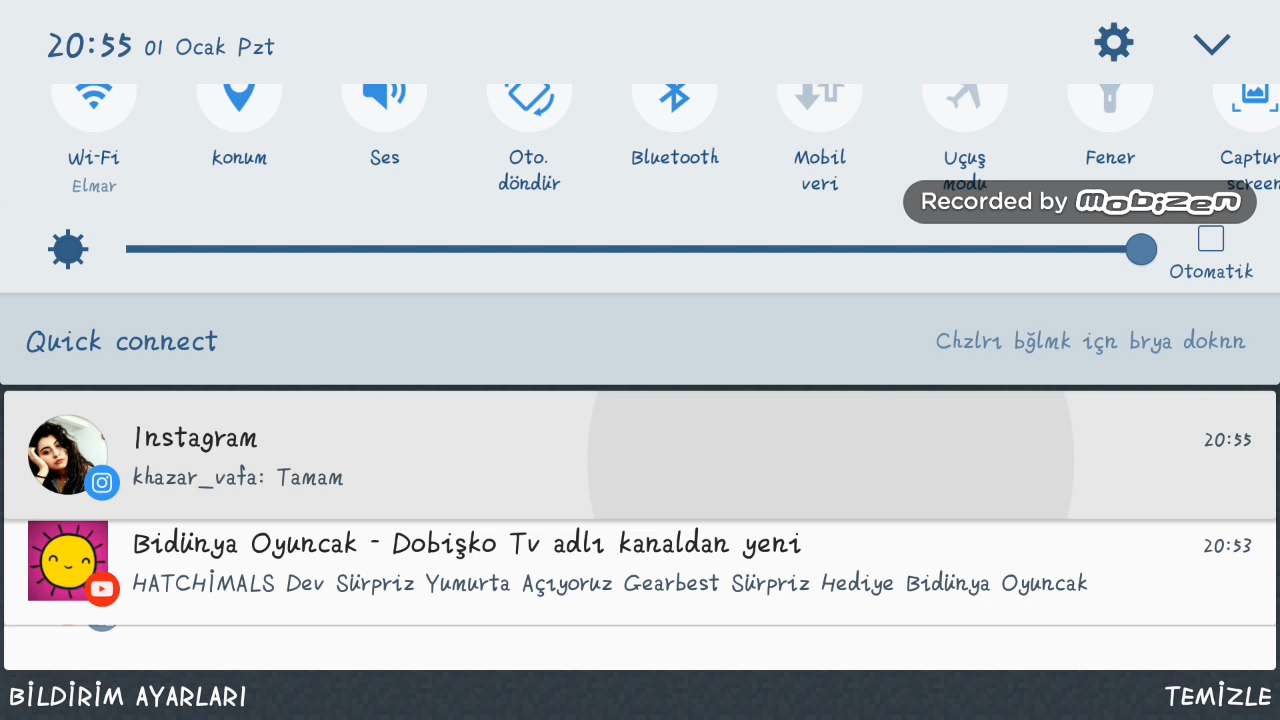 20:55 01 Ocak Pzt
Wi-Fi konum Ses Oto. Bluetooth Mobil Uçuş Fener Captur
Elmar döndür veri modu screen
Recorded by mobizen
Otomatik
Quick connect Chzlrı bğlmk içn brya doknn
Instagram 20:55
khazar_vafa: Tamam
Bidünya Oyuncak - Dobişko Tv adlı kanaldan yeni 20:53
HATCHİMALS Dev Sürpriz Yumurta Açıyoruz Gearbest Sürpriz Hediye Bidünya Oyuncak
BİLDİRİM AYARLARI TEMİZLE